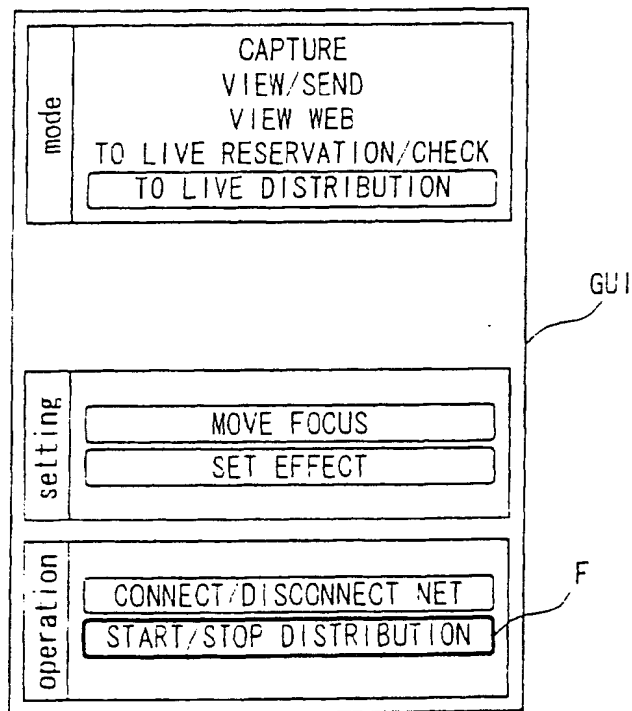 mode
CAPTURE
VIEW/SEND
VIEW WEB
TO LIVE RESERVATION/CHECK
TO LIVE DISTRIBUTION
GUI
setting
MOVE FOCUS
SET EFFECT
operation
CONNECT/DISCONNECT NET
START/STOP DISTRIBUTION
F